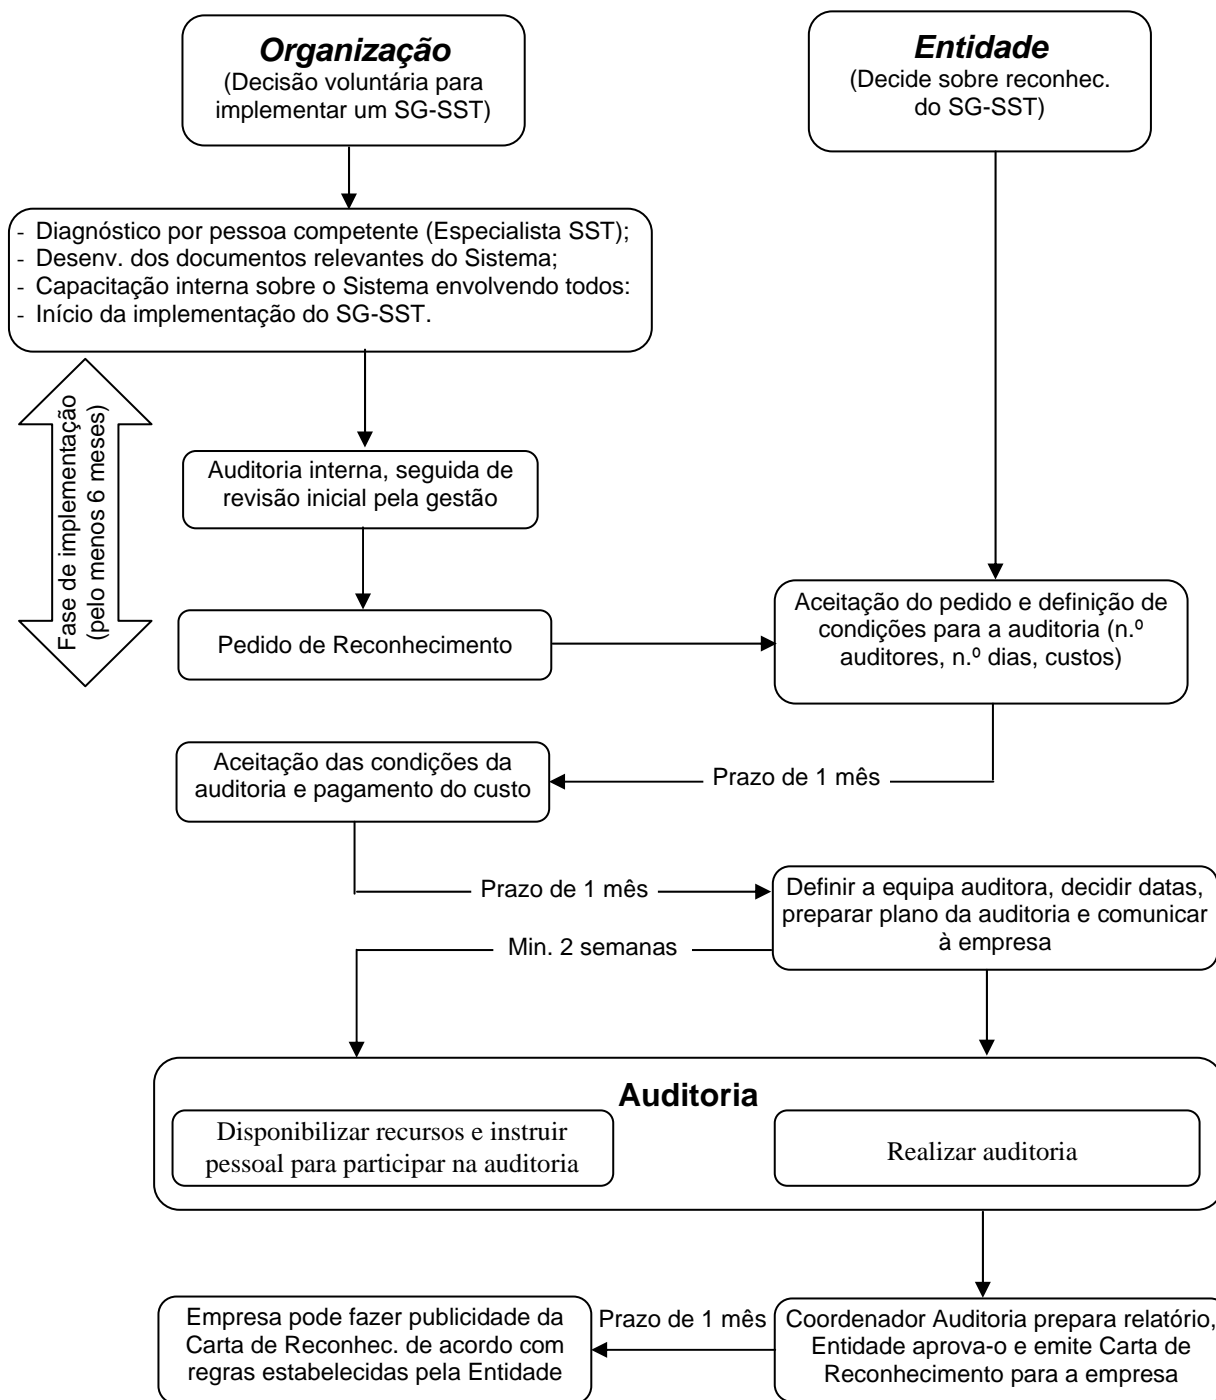 Organização
(Decisão voluntária para
implementar um SG-SST)
Entidade
(Decide sobre reconhec.
do SG-SST)
- Diagnóstico por pessoa competente (Especialista SST);
- Desenv. dos documentos relevantes do Sistema;
- Capacitação interna sobre o Sistema envolvendo todos:
- Início da implementação do SG-SST.
Fase de implementação
(pelo menos 6 meses)
Auditoria interna, seguida de
revisão inicial pela gestão
Pedido de Reconhecimento
Aceitação do pedido e definição de
condições para a auditoria (n.º
auditores, n.º dias, custos)
Aceitação das condições da
auditoria e pagamento do custo
Prazo de 1 mês
Prazo de 1 mês
Definir a equipa auditora, decidir datas,
preparar plano da auditoria e comunicar
à empresa
Min. 2 semanas
Auditoria
Disponibilizar recursos e instruir
pessoal para participar na auditoria
Realizar auditoria
Empresa pode fazer publicidade da
Carta de Reconhec. de acordo com
regras estabelecidas pela Entidade
Prazo de 1 mês
Coordenador Auditoria prepara relatório,
Entidade aprova-o e emite Carta de
Reconhecimento para a empresa